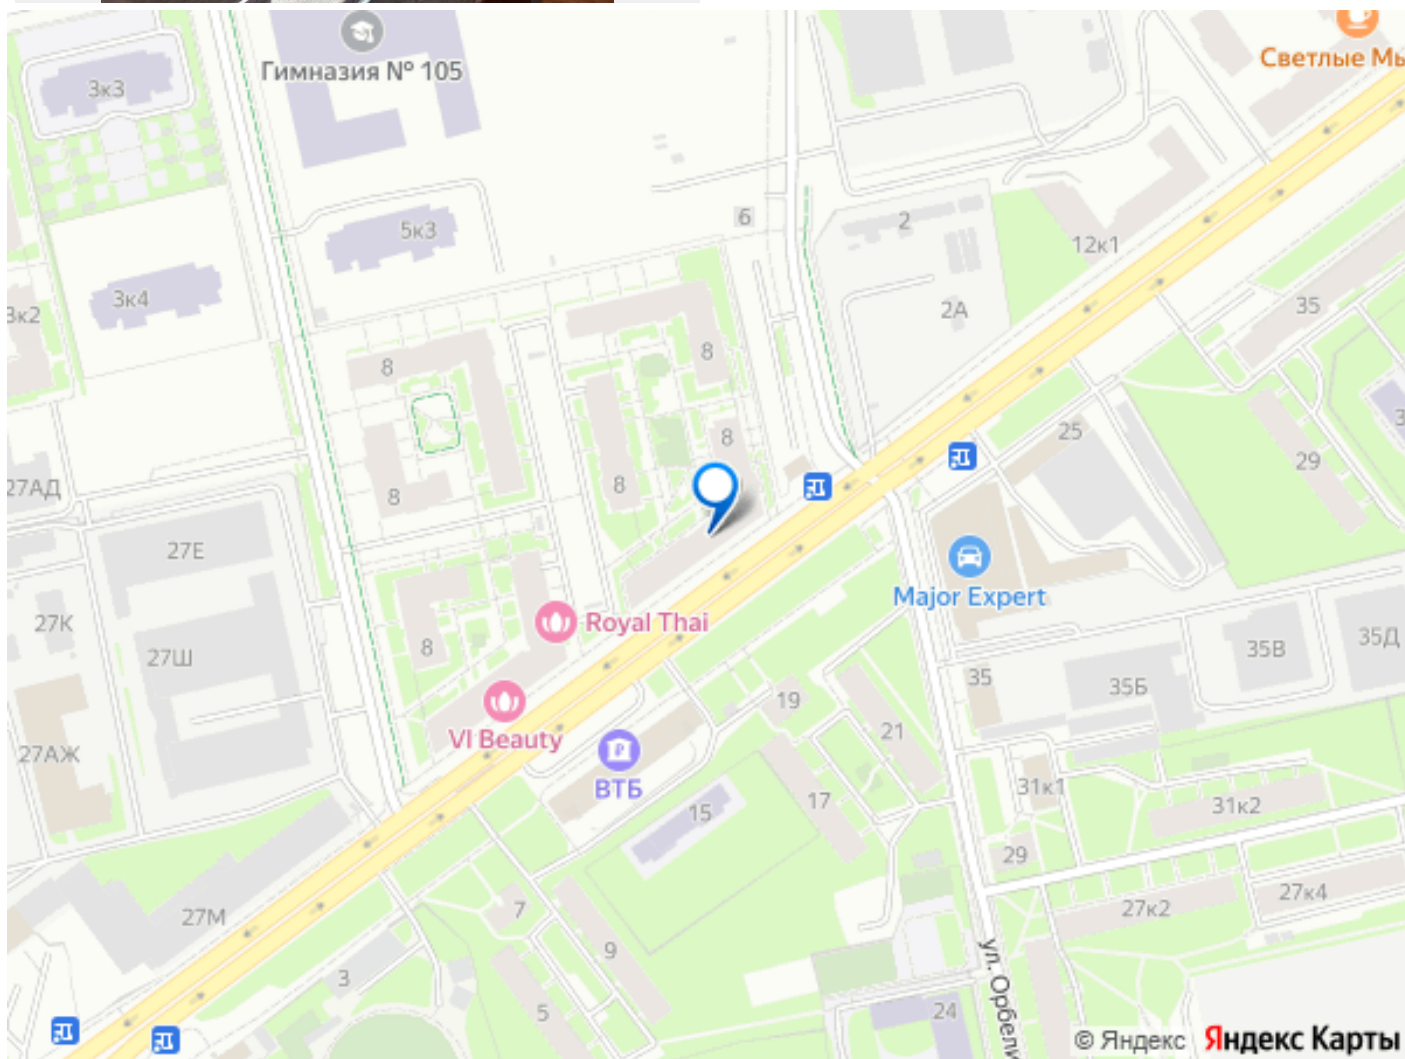 Гимназия № 105
Светлые Мы
3к3
5к3
6
2
12к1
3к4
2А
35
3к2
8
8
8
25
29
3
27АД
8
8
27Е
Major Expert
Royal Thai
27К
27Ш
8
35В
35Д
35
35Б
19
21
VI Beauty
27АЖ
ВТБ
31к1
17
31к2
15
29
27к4
27к2
27М
7
9
3
ул. Орбели
5
24
© Яндекс Яндекс Карты